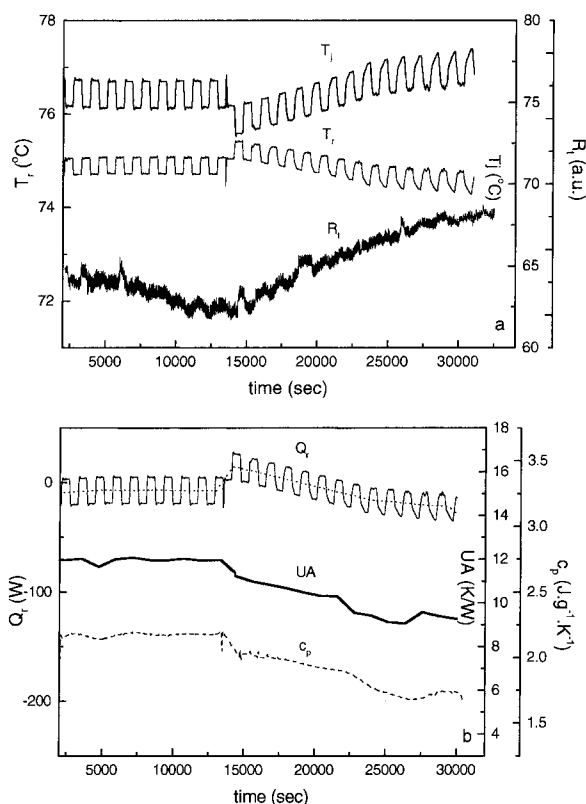 78
80
T_j
76
75
T_r (°C)
T_r
Tj(°C)
R_t (a.u.)
74
70
R_t
72
65
a
60
5000 10000 15000 20000 25000 30000
time (sec)
18
Q_r
0
16
3.5
14
3.0
Q_r (W)
UA
UA (K/W)
c_p (J.g⁻¹.K⁻¹)
-100
12
10
2.5
c_p
8
2.0
-200
6
1.5
b
4
5000 10000 15000 20000 25000 30000
time (sec)